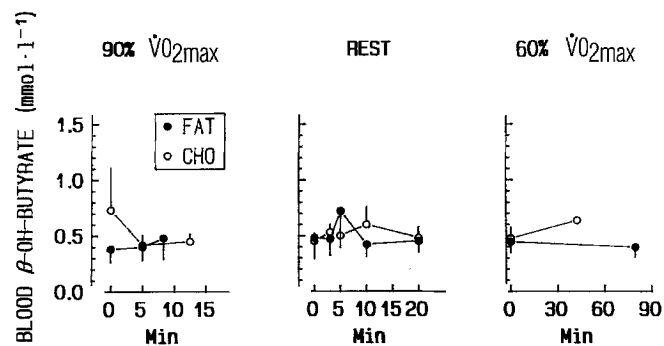 BLOOD β-OH-BUTYRATE (mmol·l⁻¹)
90% V̇O2max
REST
60% V̇O2max
1.5
1.0
0.5
0.0
FAT
CHO
0 5 10 15
0 5 10 15 20
0 30 60 90
Min
Min
Min